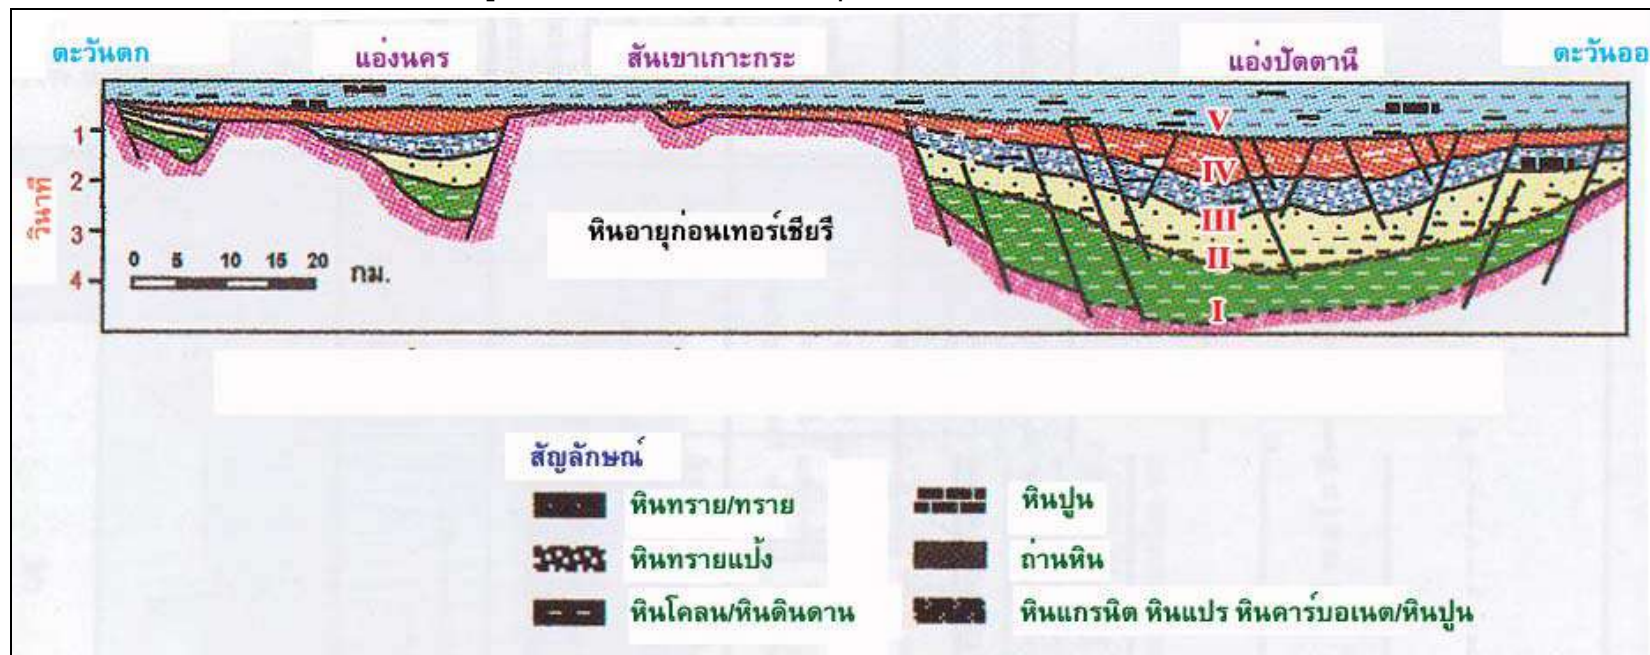 ตะวันตก แอ่งนคร สันเขาเกาะกระ แอ่งปัตตานี ตะวันออ
1
2
3
4
วินาที
V
IV
III
II
I
หินอายุก่อนเทอร์เชียรี
0 5 10 15 20 กม.
สัญลักษณ์
หินทราย/ทราย หินปูน
หินทรายแป้ง ถ่านหิน
หินโคลน/หินดินดาน หินแกรนิต หินแปร หินคาร์บอเนต/หินปูน